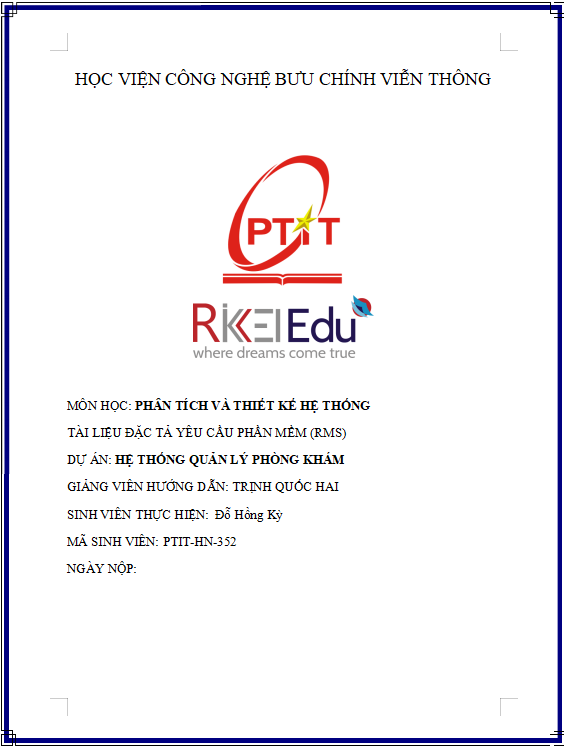 HỌC VIỆN CÔNG NGHỆ BƯU CHÍNH VIỄN THÔNG
PTIT
RIKKEI Edu
where dreams come true
MÔN HỌC: PHÂN TÍCH VÀ THIẾT KẾ HỆ THỐNG
TÀI LIỆU ĐẶC TẢ YÊU CẦU PHẦN MỀM (RMS)
DỰ ÁN: HỆ THỐNG QUẢN LÝ PHÒNG KHÁM
GIẢNG VIÊN HƯỚNG DẪN: TRỊNH QUỐC HAI
SINH VIÊN THỰC HIỆN: Đỗ Hồng Kỳ
MÃ SINH VIÊN: PTIT-HN-352
NGÀY NỘP: